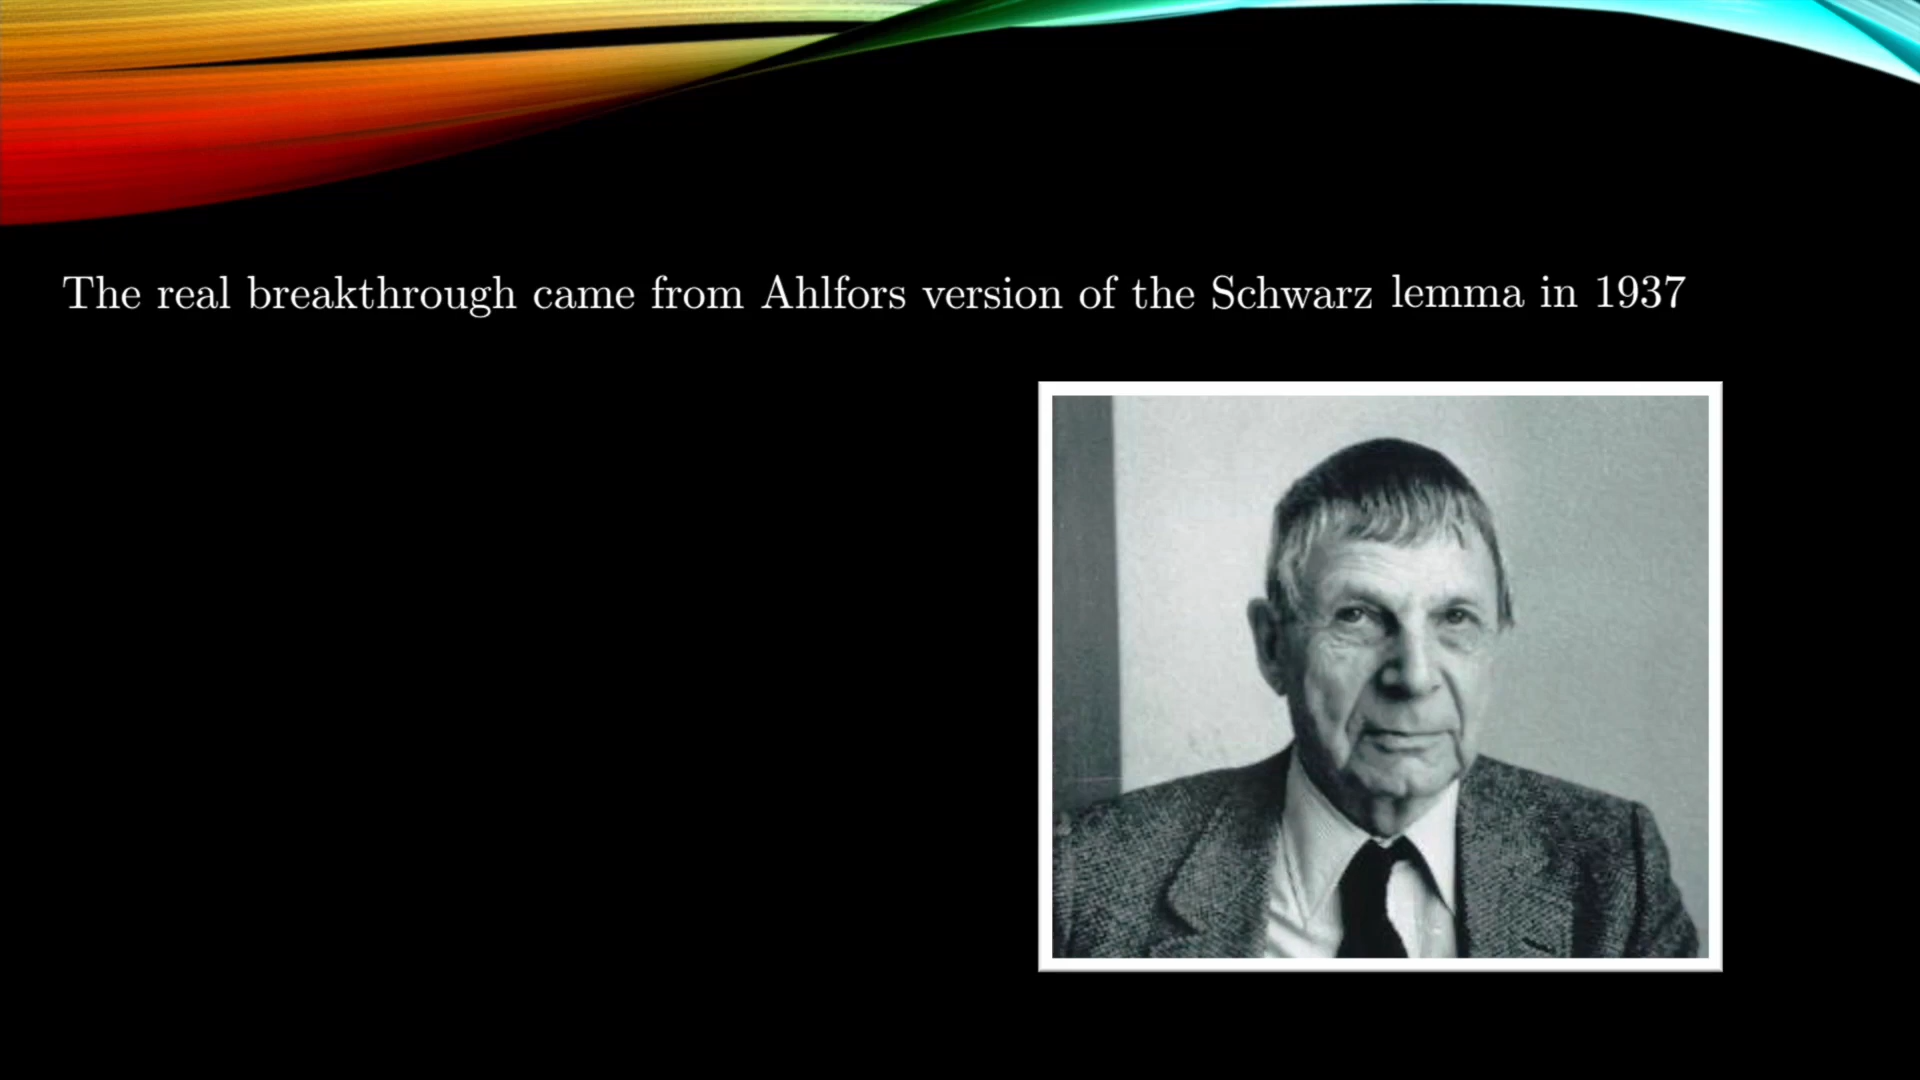 The real breakthrough came from Ahlfors version of the Schwarz lemma in 1937